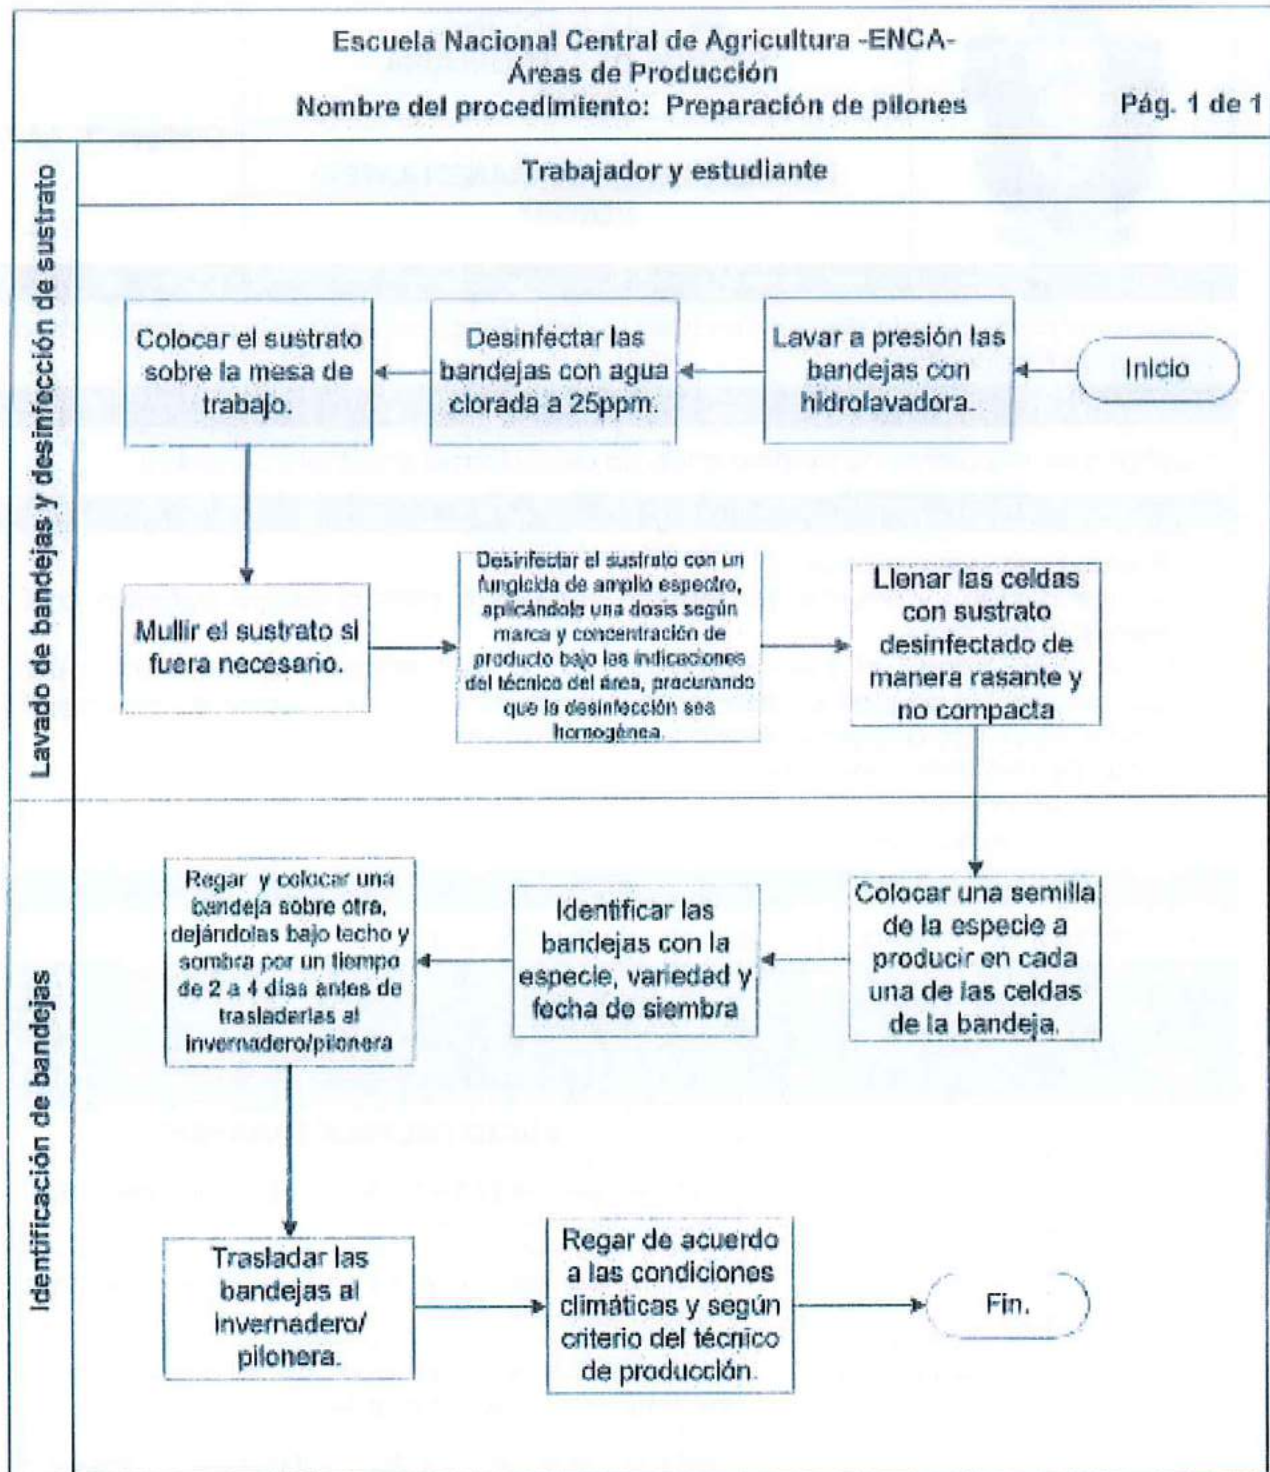 Escuela Nacional Central de Agricultura -ENCA-
Áreas de Producción
Nombre del procedimiento: Preparación de pilones
Pág. 1 de 1
Trabajador y estudiante
Lavado de bandejas y desinfección de sustrato
Inicio
Lavar a presión las
bandejas con
hidrolavadora.
Desinfectar las
bandejas con agua
clorada a 25ppm.
Colocar el sustrato
sobre la mesa de
trabajo.
Mullir el sustrato si
fuera necesario.
Desinfectar el sustrato con un
fungicida de amplio espectro,
aplicándole una dosis según
marca y concentración de
producto bajo las indicaciones
del técnico del área, procurando
que la desinfección sea
homogénea.
Llenar las celdas
con sustrato
desinfectado de
manera rasante y
no compacta
Identificación de bandejas
Colocar una semilla
de la especie a
producir en cada
una de las celdas
de la bandeja.
Identificar las
bandejas con la
especie, variedad y
fecha de siembra
Regar y colocar una
bandeja sobre otra,
dejándolas bajo techo y
sombra por un tiempo
de 2 a 4 días antes de
trasladarlas al
invernadero/pilonera
Trasladar las
bandejas al
invernadero/
pilonera.
Regar de acuerdo
a las condiciones
climáticas y según
criterio del técnico
de producción.
Fin.